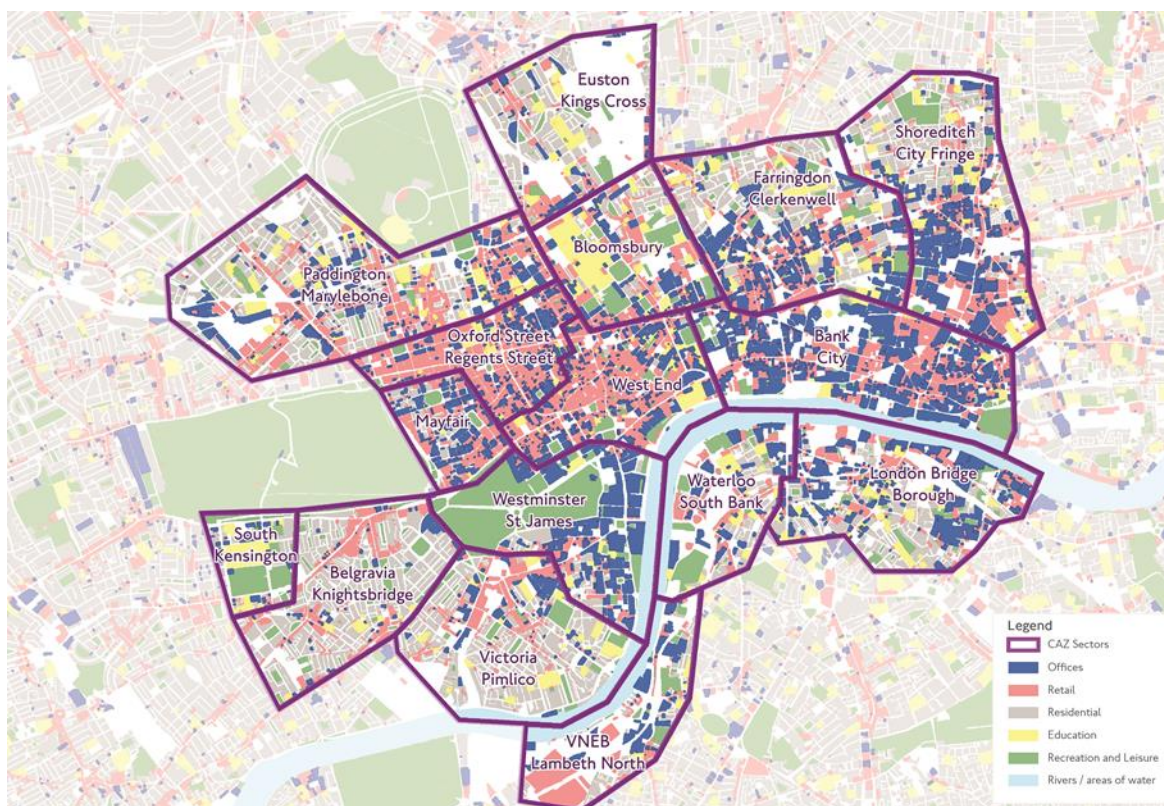 Euston
Kings Cross
Shoreditch
City Fringe
Farringdon
Clerkenwell
Bloomsbury
Paddington
Marylebone
Oxford Street
Regents Street
Bank
City
West End
Mayfair
Westminster
St James
Waterloo
South Bank
London Bridge
Borough
South
Kensington
Belgravia
Knightsbridge
Victoria
Pimlico
VNEB
Lambeth North
Legend
CAZ Sectors
Offices
Retail
Residential
Education
Recreation and Leisure
Rivers / areas of water